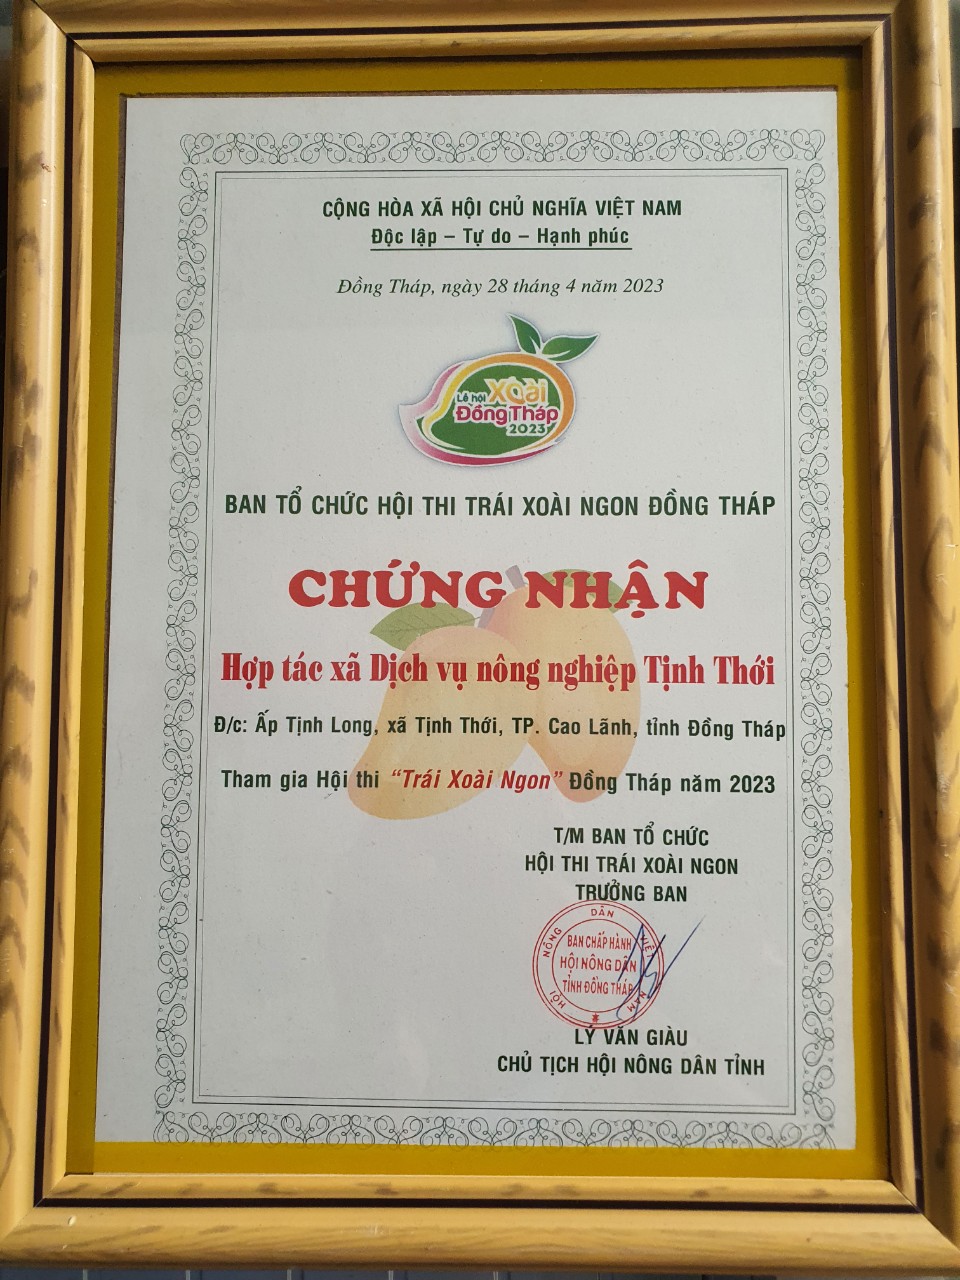 CỘNG HÒA XÃ HỘI CHỦ NGHĨA VIỆT NAM
Độc lập – Tự do – Hạnh phúc
Đồng Tháp, ngày 28 tháng 4 năm 2023
Lễ hội XOài
Đồng Tháp
2023
BAN TỔ CHỨC HỘI THI TRÁI XOÀI NGON ĐỒNG THÁP
CHỨNG NHẬN
Hợp tác xã Dịch vụ nông nghiệp Tịnh Thới
Đ/c: Ấp Tịnh Long, xã Tịnh Thới, TP. Cao Lãnh, tỉnh Đồng Tháp
Tham gia Hội thi “Trái Xoài Ngon” Đồng Tháp năm 2023
T/M BAN TỔ CHỨC
HỘI THI TRÁI XOÀI NGON
TRƯỞNG BAN
HỘI NÔNG DÂN VIỆT NAM
BAN CHẤP HÀNH
HỘI NÔNG DÂN
TỈNH ĐỒNG THÁP
LÝ VĂN GIÀU
CHỦ TỊCH HỘI NÔNG DÂN TỈNH